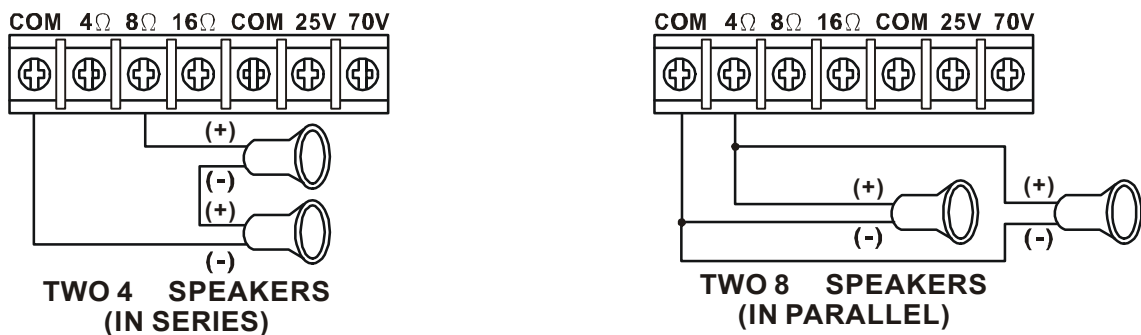 COM 4Ω 8Ω 16Ω COM 25V 70V
(+)
(-)
(+)
(-)
TWO 4 SPEAKERS
(IN SERIES)
COM 4Ω 8Ω 16Ω COM 25V 70V
(+)
(-)
(+)
(-)
TWO 8 SPEAKERS
(IN PARALLEL)